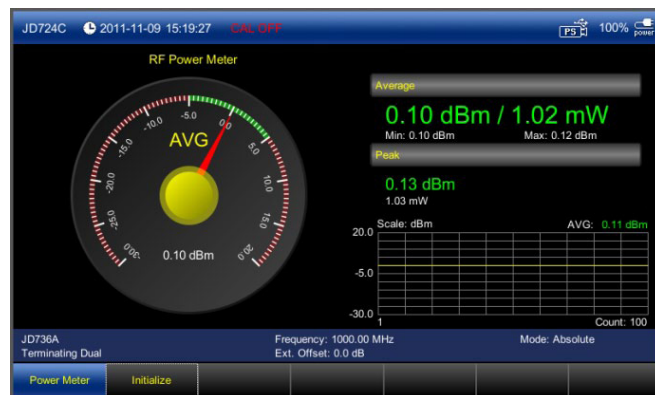 JD724C 2011-11-09 15:19:27 CAL OFF PS 100% power
RF Power Meter
-30.0
-25.0
-20.0
-15.0
-10.0
-5.0
0.0
5.0
10.0
15.0
20.0
AVG
0.10 dBm
Average
0.10 dBm / 1.02 mW
Min: 0.10 dBm Max: 0.12 dBm
Peak
0.13 dBm
1.03 mW
Scale: dBm AVG: 0.11 dBm
20.0
-5.0
-30.0
1 Count: 100
JD736A Frequency: 1000.00 MHz Mode: Absolute
Terminating Dual Ext. Offset: 0.0 dB
Power Meter Initialize